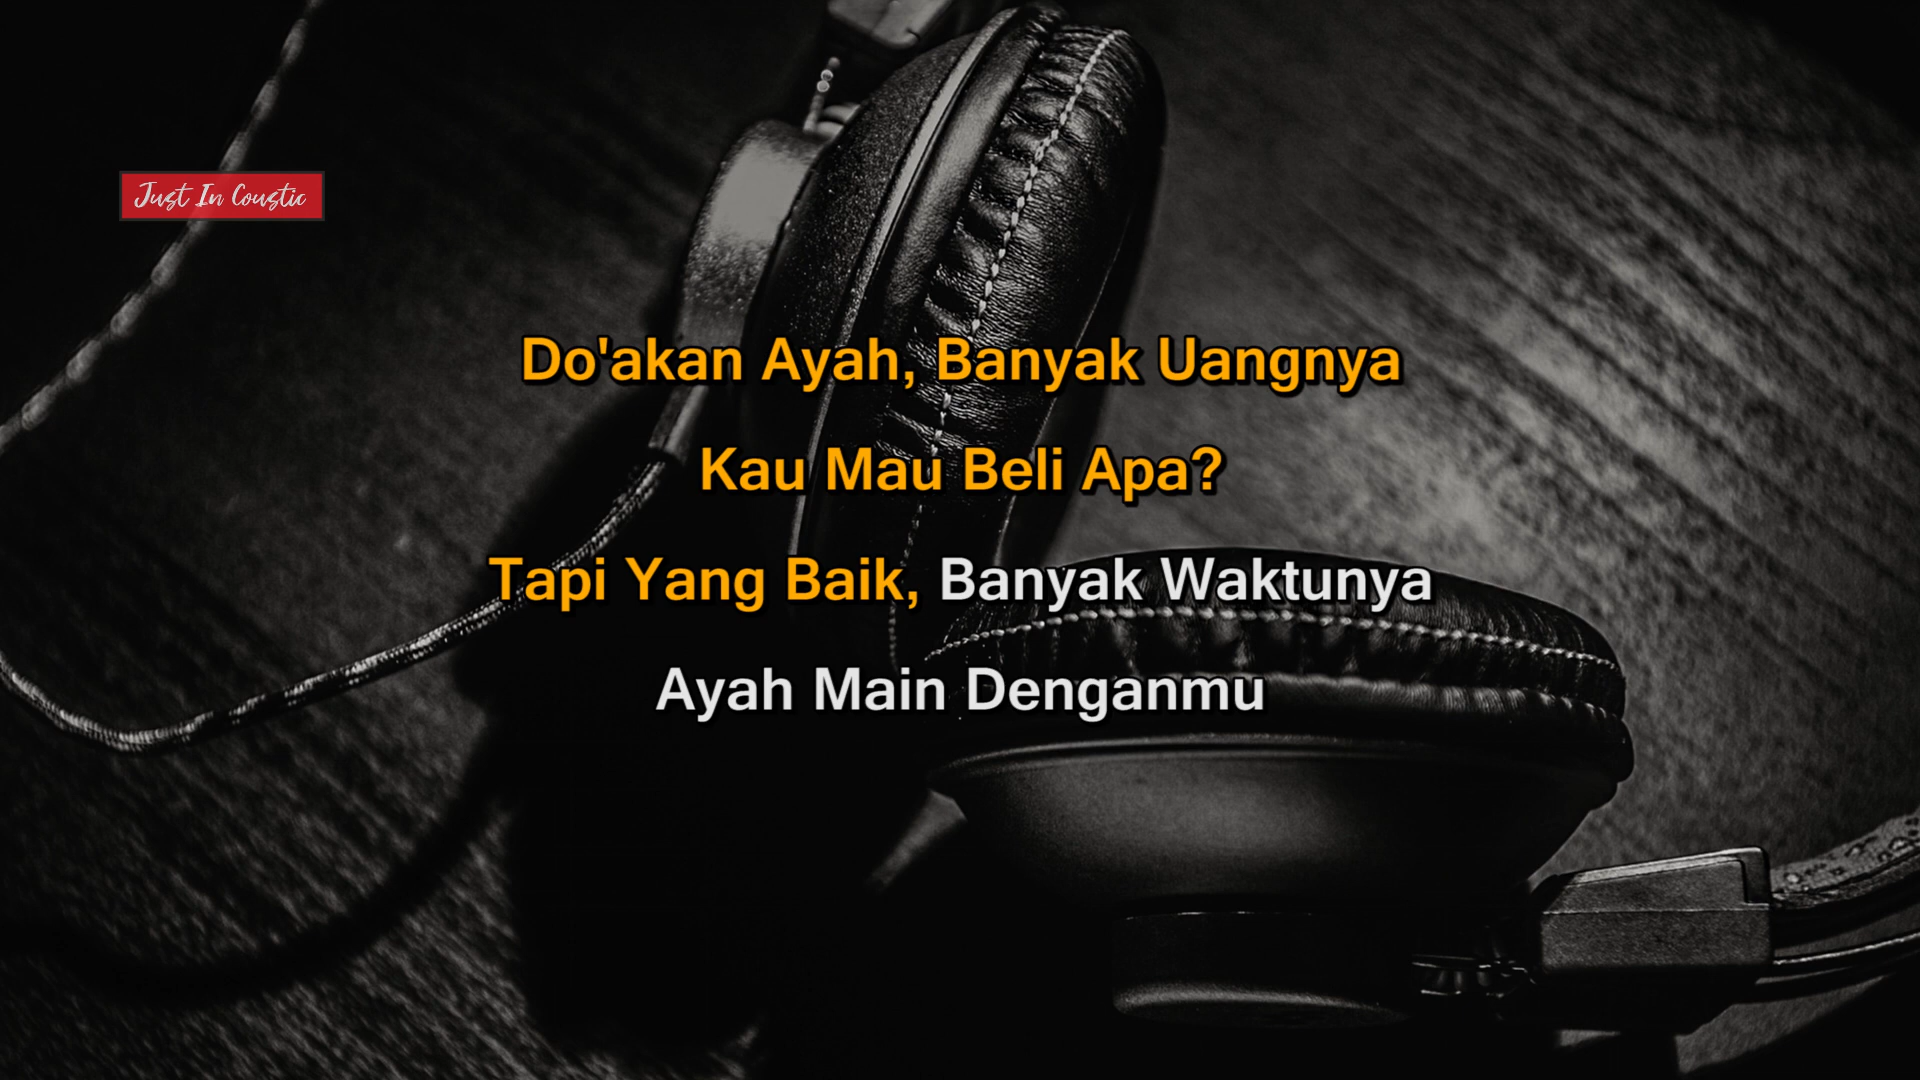 Just In Coustic
Do'akan Ayah, Banyak Uangnya
Kau Mau Beli Apa?
Tapi Yang Baik, Banyak Waktunya
Ayah Main Denganmu